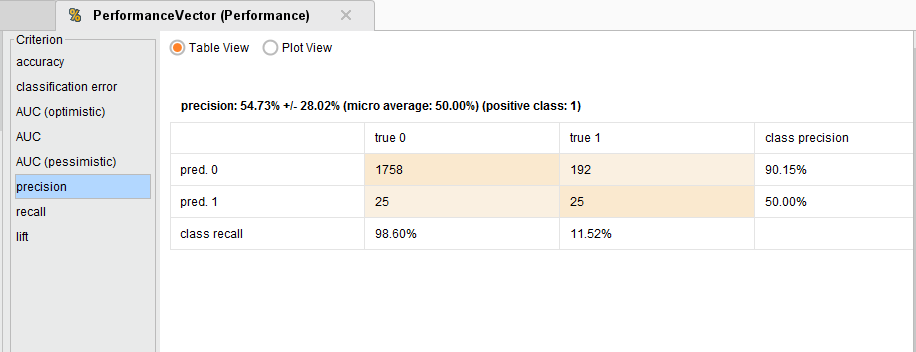 PerformanceVector (Performance)
Criterion
accuracy
classification error
AUC (optimistic)
AUC
AUC (pessimistic)
precision
recall
lift
Table View Plot View
precision: 54.73% +/- 28.02% (micro average: 50.00%) (positive class: 1)
true 0 true 1 class precision
pred. 0 1758 192 90.15%
pred. 1 25 25 50.00%
class recall 98.60% 11.52%